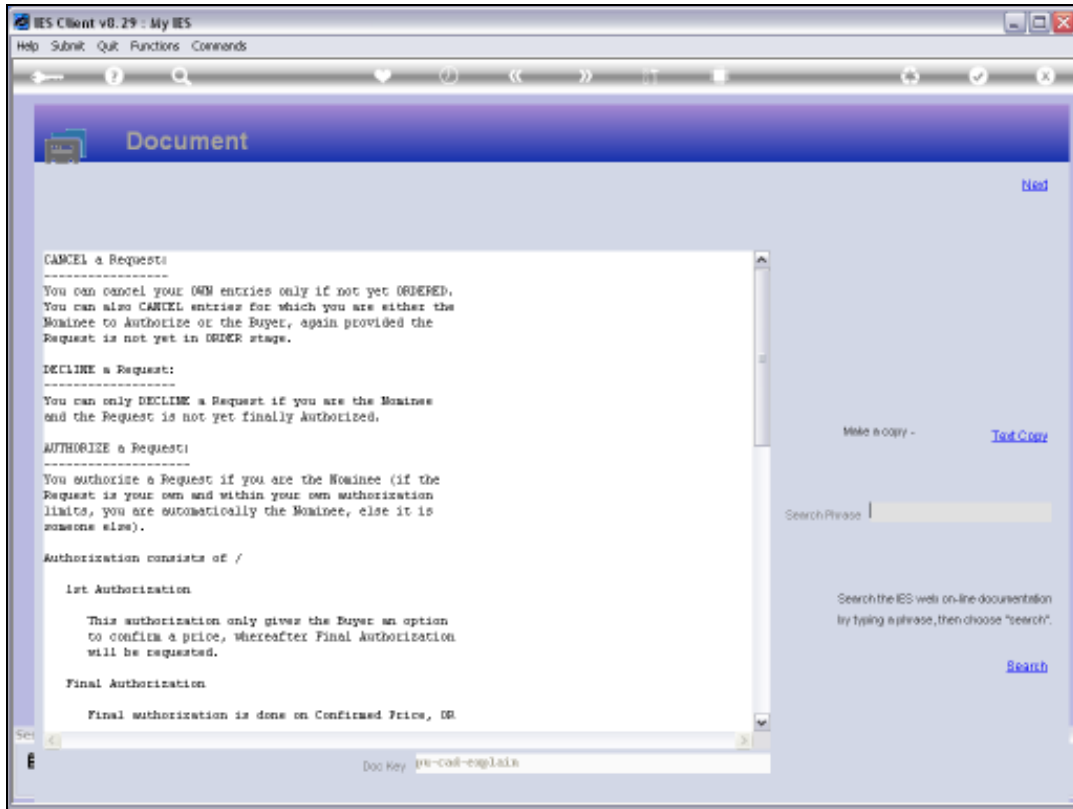 IES Client v8.29 : My IES
Help Submit Quit Functions Commands
Document
Next
CANCEL a Request:
-----------------
You can cancel your OWN entries only if not yet ORDERED.
You can also CANCEL entries for which you are either the
Nominee to Authorize or the Buyer, again provided the
Request is not yet in ORDER stage.
DECLINE a Request:
------------------
You can only DECLINE a Request if you are the Nominee
and the Request is not yet finally Authorized.
AUTHORIZE a Request:
--------------------
You authorize a Request if you are the Nominee (if the
Request is your own and within your own authorization
limits, you are automatically the Nominee, else it is
someone else).
Authorization consists of /
1st Authorization
This authorization only gives the Buyer an option
to confirm a price, whereafter Final Authorization
will be requested.
Final Authorization
Final authorization is done on Confirmed Price, OR
Make a copy -
Text Copy
Search Phrase
Search the IES web on-line documentation
by typing a phrase, then choose "search".
Search
Doc Key pu-cad-explain